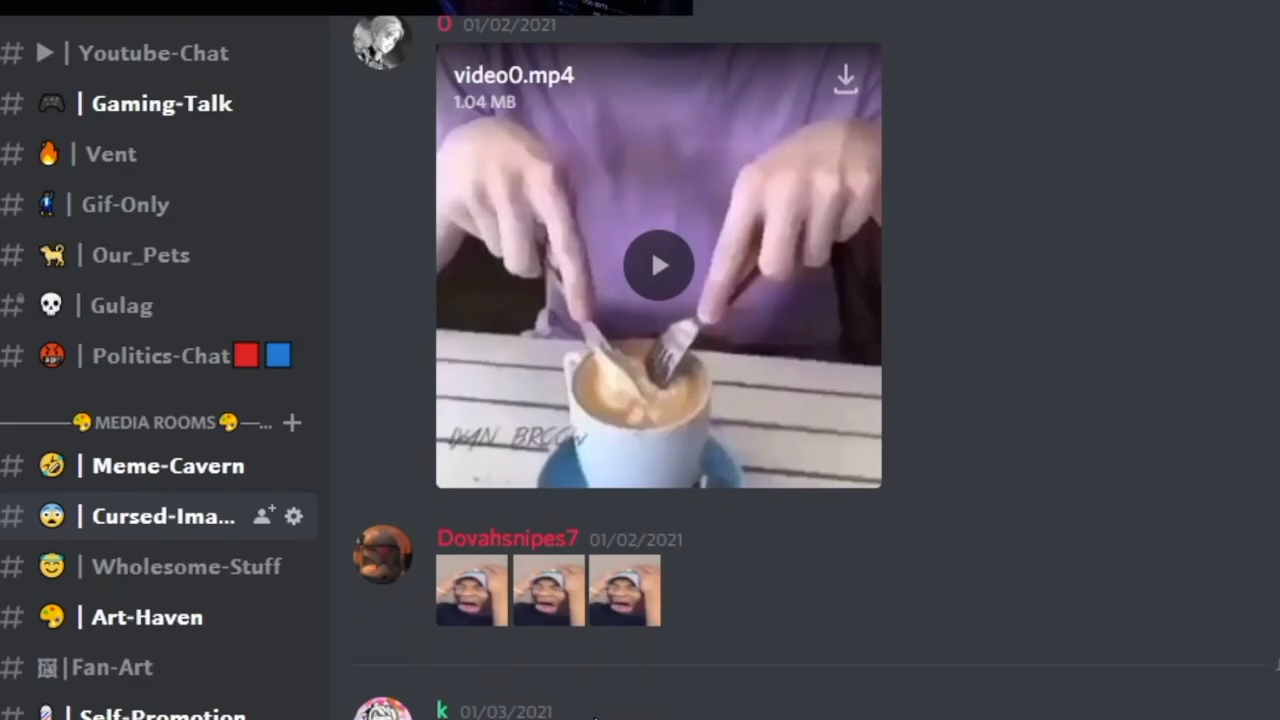 # | Youtube-Chat
# | Gaming-Talk
# | Vent
# | Gif-Only
# | Our_Pets
# | Gulag
# | Politics-Chat
MEDIA ROOMS —... +
# | Meme-Cavern
# | Cursed-Ima...
# | Wholesome-Stuff
# | Art-Haven
# |Fan-Art
| Self-Promotion
O 01/02/2021
video0.mp4
1.04 MB
Dovahsnipes7 01/02/2021
k 01/03/2021